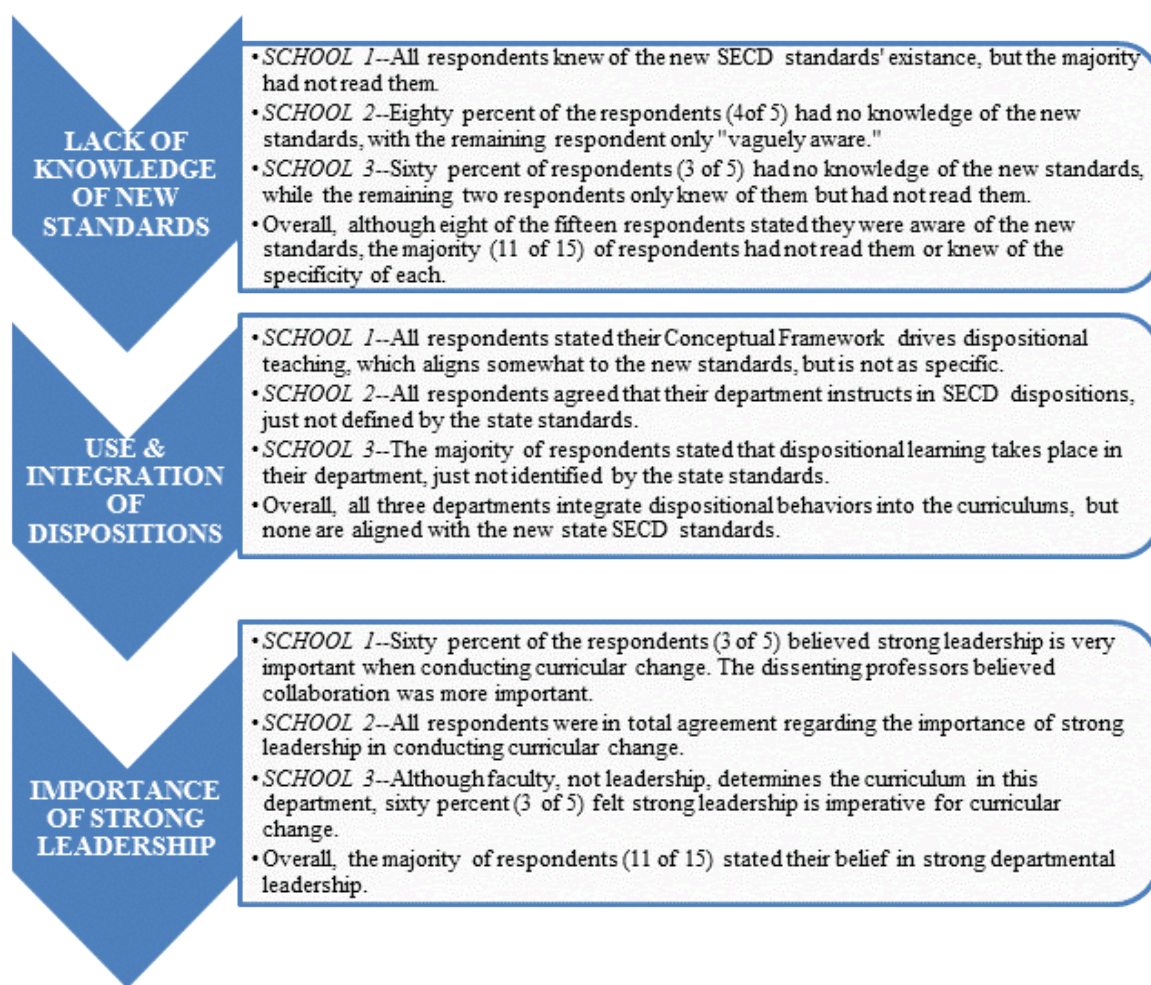 LACK OF
KNOWLEDGE
OF NEW
STANDARDS
•SCHOOL 1--All respondents knew of the new SECD standards' existance, but the majority
had not read them.
•SCHOOL 2--Eighty percent of the respondents (4of 5) had no knowledge of the new
standards, with the remaining respondent only "vaguely aware."
•SCHOOL 3--Sixty percent of respondents (3 of 5) had no knowledge of the new standards,
while the remaining two respondents only knew of them but had not read them.
•Overall, although eight of the fifteen respondents stated they were aware of the new
standards, the majority (11 of 15) of respondents had not read them or knew of the
specificity of each.
USE &
INTEGRATION
OF
DISPOSITIONS
•SCHOOL 1--All respondents stated their Conceptual Framework drives dispositional
teaching, which aligns somewhat to the new standards, but is not as specific.
•SCHOOL 2--All respondents agreed that their department instructs in SECD dispositions,
just not defined by the state standards.
•SCHOOL 3--The majority of respondents stated that dispositional learning takes place in
their department, just not identified by the state standards.
•Overall, all three departments integrate dispositional behaviors into the curriculums, but
none are aligned with the new state SECD standards.
IMPORTANCE
OF STRONG
LEADERSHIP
•SCHOOL 1--Sixty percent of the respondents (3 of 5) believed strong leadership is very
important when conducting curricular change. The dissenting professors believed
collaboration was more important.
•SCHOOL 2--All respondents were in total agreement regarding the importance of strong
leadership in conducting curricular change.
•SCHOOL 3--Although faculty, not leadership, determines the curriculum in this
department, sixty percent (3 of 5) felt strong leadership is imperative for curricular
change.
•Overall, the majority of respondents (11 of 15) stated their belief in strong departmental
leadership.